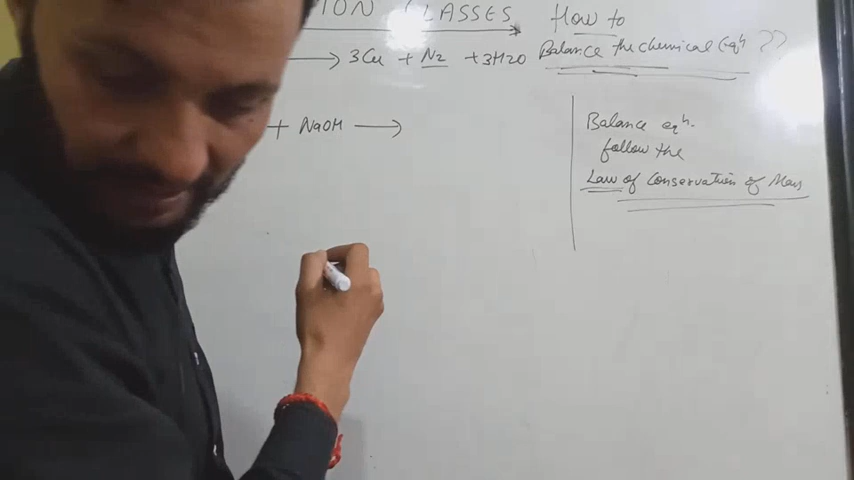 ION CLASSES
How to
Balance the chemical Eqn ??
→ 3Cu + N2 + 3H2O
+ NaOH →
Balance eqn.
follow the
Law of Conservation of Mass